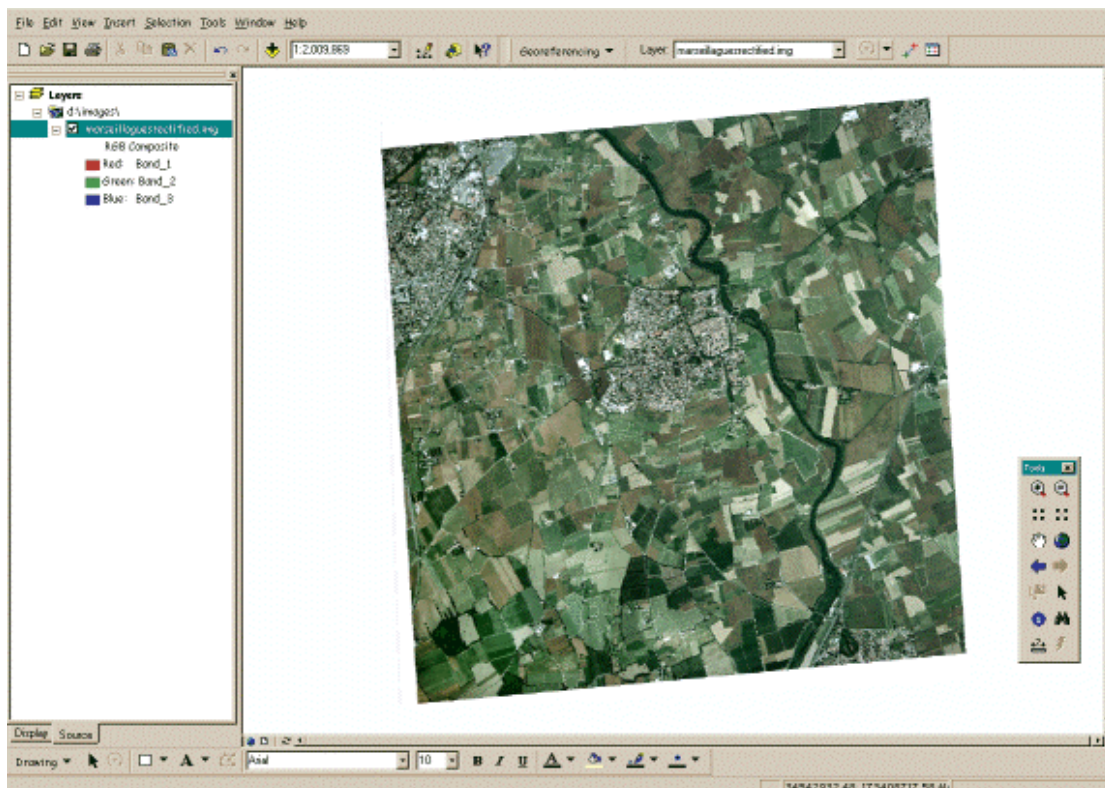 File Edit View Insert Selection Tools Window Help
1:2,009,869 Georeferencing Layer: marseillaguesrectified.img
Layers
d:\images\
marseillaguesrectified.img
RGB Composite
Red: Band_1
Green: Band_2
Blue: Band_3
Tools
Display Source
Drawing A Arial 10 B I U A